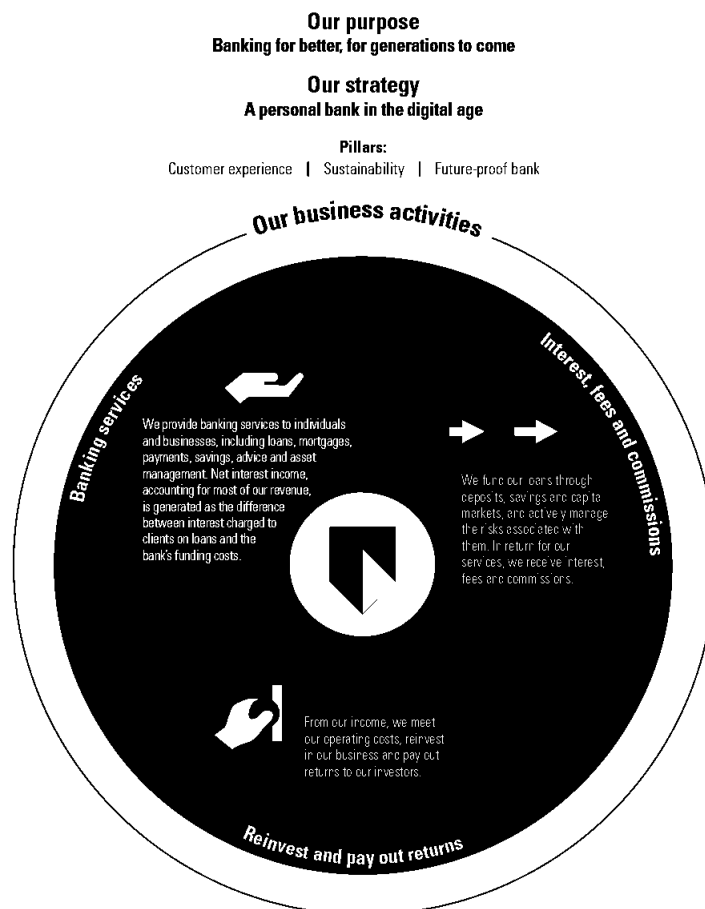 Our purpose
Banking for better, for generations to come
Our strategy
A personal bank in the digital age
Pillars:
Customer experience | Sustainability | Future-proof bank
Our business activities
Banking services
We provide banking services to individuals
and businesses, including loans, mortgages,
payments, savings, advice and asset
management. Net interest income,
accounting for most of our revenue,
is generated as the difference
between interest charged to
clients on loans and the
bank's funding costs.
Interest, fees and commissions
We fund our loans through
deposits, savings and capital
markets, and actively manage
the risks associated with
them. In return for our
services, we receive interest,
fees and commissions.
From our income, we meet
our operating costs, reinvest
in our business and pay out
returns to our investors.
Reinvest and pay out returns